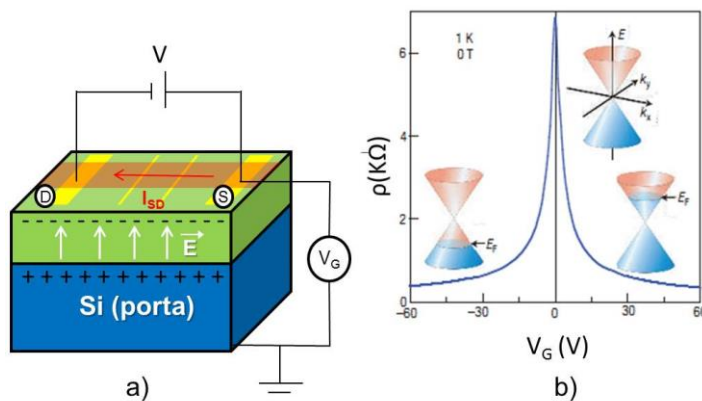 V
D
S
I_SD
- - - - - - - - - - - - - -
E
V_G
+ + + + + + + + + + +
Si (porta)
a)
1 K
0 T
E
k_y
k_x
ρ(KΩ)
6
4
2
0
E_F
E_F
-60
-30
0
30
60
V_G (V)
b)